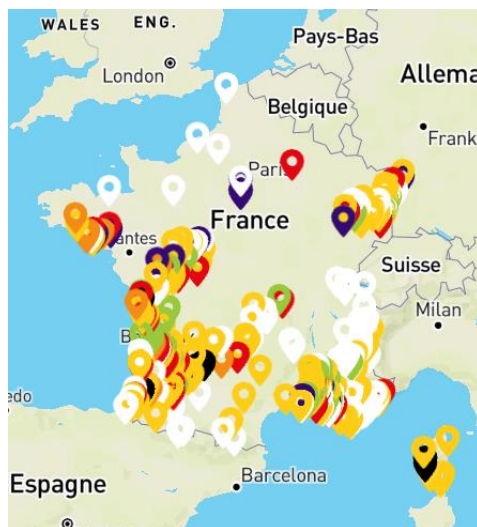 WALES
ENG.
Pays-Bas
London
Allema
Belgique
Frank
Paris
France
antes
Suisse
Milan
B
edo
Barcelona
Espagne